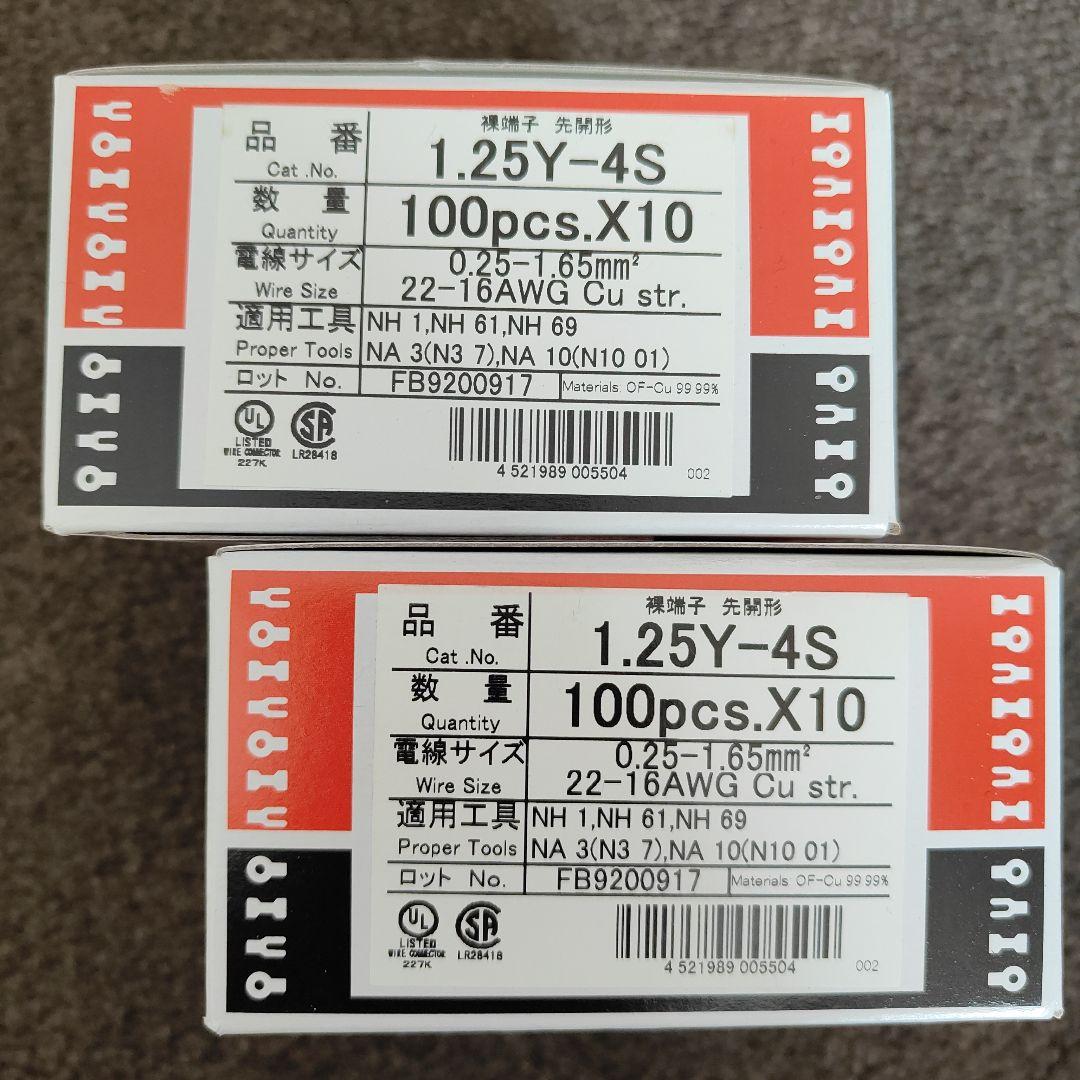 裸端子 先開形
品 番 1.25Y-4S
Cat .No.
数 量 100pcs.X10
Quantity
電線サイズ 0.25-1.65mm²
Wire Size 22-16AWG Cu str.
適用工具 NH 1,NH 61,NH 69
Proper Tools NA 3(N3 7),NA 10(N10 01)
ロット No. FB9200917 Materials OF-Cu 99 99%
UL SA
LISTED
WIRE CONNECTOR LR28418
227K
4 521989 005504 002
裸端子 先開形
品 番 1.25Y-4S
Cat .No.
数 量 100pcs.X10
Quantity
電線サイズ 0.25-1.65mm²
Wire Size 22-16AWG Cu str.
適用工具 NH 1,NH 61,NH 69
Proper Tools NA 3(N3 7),NA 10(N10 01)
ロット No. FB9200917 Materials OF-Cu 99 99%
UL SA
LISTED
WIRE CONNECTOR LR28418
227K
4 521989 005504 002